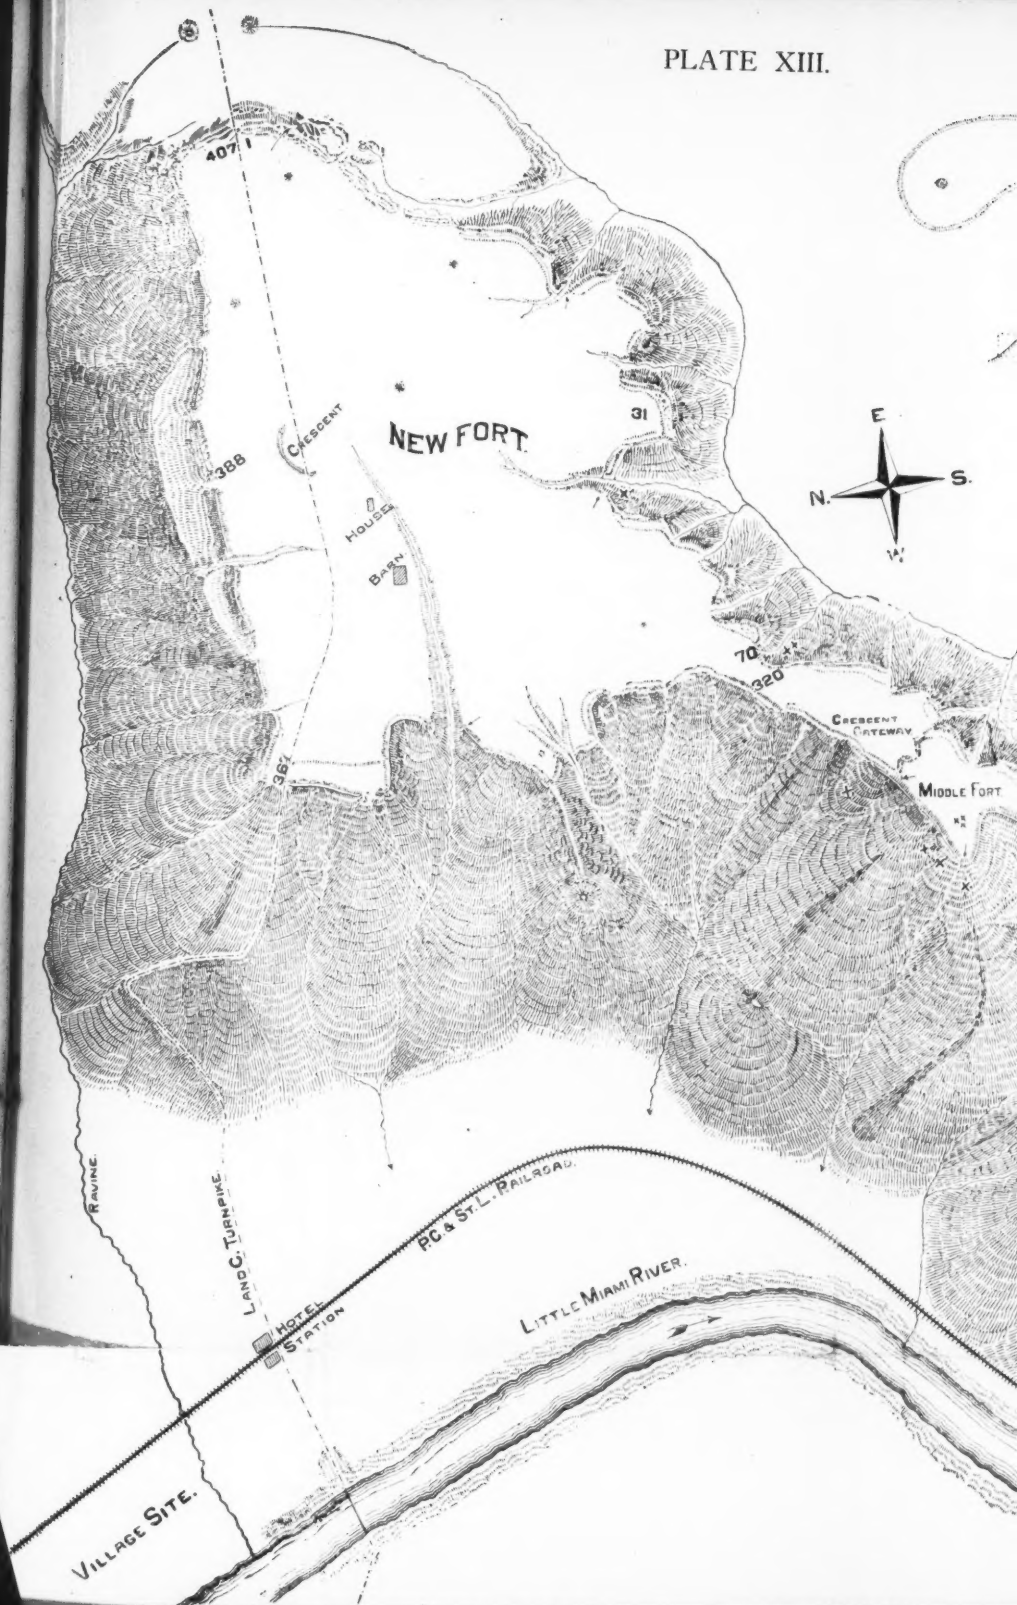 PLATE XIII.
407 1
31
CRESCENT
NEW FORT.
388
E
N.
S.
W.
HOUSE
BARN
70
320
CRESCENT
GATEWAY
MIDDLE FORT.
RAVINE.
L AND C. TURNPIKE.
P.C. & ST. L. RAILROAD.
LITTLE MIAMI RIVER.
HOTEL
STATION
VILLAGE SITE.